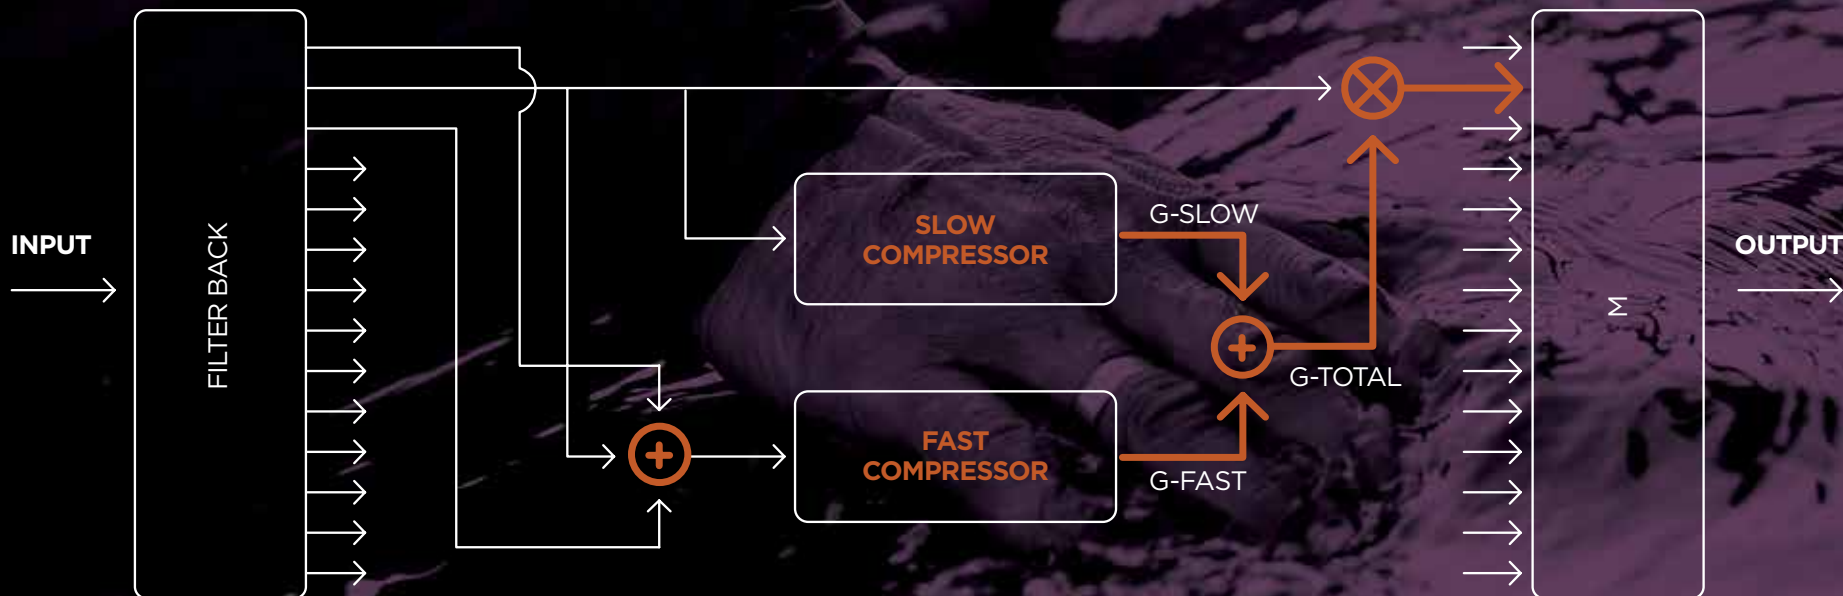 INPUT
FILTER BACK
SLOW
COMPRESSOR
G-SLOW
FAST
COMPRESSOR
G-FAST
G-TOTAL
M
OUTPUT